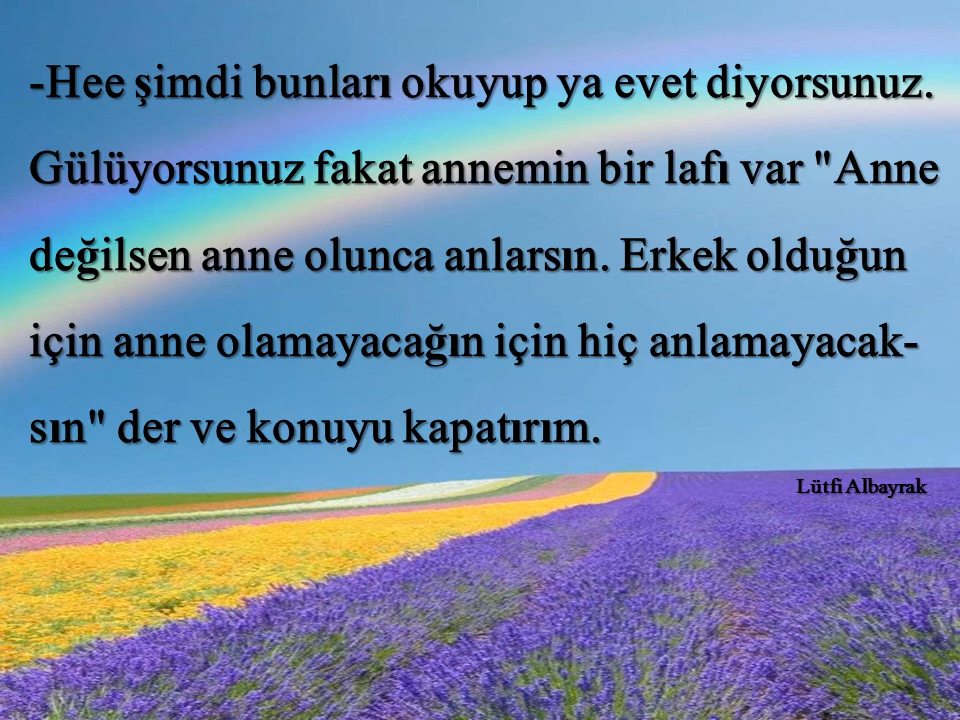 -Hee şimdi bunları okuyup ya evet diyorsunuz.
Gülüyorsunuz fakat annemin bir lafı var "Anne
değilsen anne olunca anlarsın. Erkek olduğun
için anne olamayacağın için hiç anlamayacak-
sın" der ve konuyu kapatırım.
Lütfi Albayrak